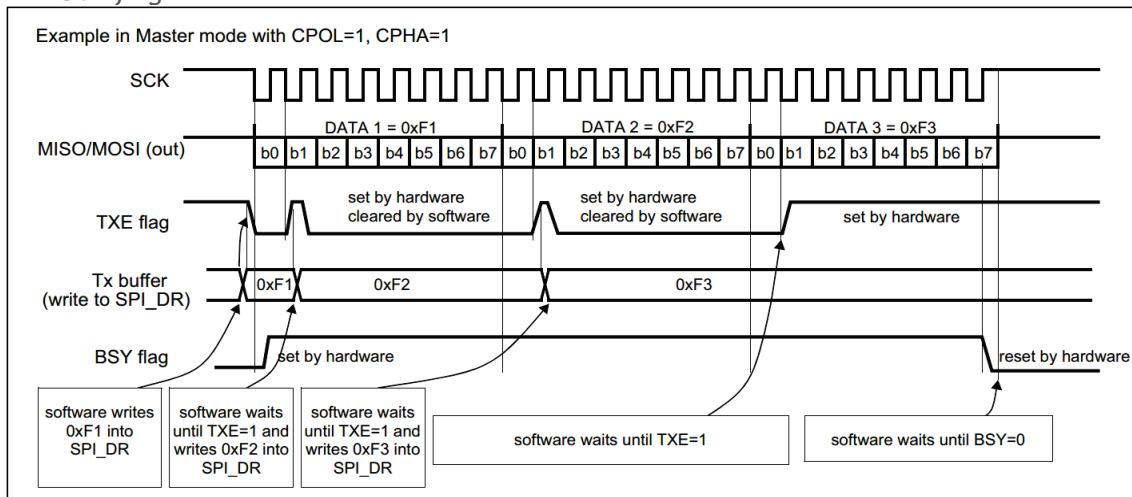 Example in Master mode with CPOL=1, CPHA=1
SCK
DATA 1 = 0xF1
DATA 2 = 0xF2
DATA 3 = 0xF3
MISO/MOSI (out)
b0 b1 b2 b3 b4 b5 b6 b7 b0 b1 b2 b3 b4 b5 b6 b7 b0 b1 b2 b3 b4 b5 b6 b7
TXE flag
set by hardware
cleared by software
set by hardware
cleared by software
set by hardware
Tx buffer
(write to SPI_DR)
0xF1
0xF2
0xF3
BSY flag
set by hardware
reset by hardware
software writes
0xF1 into
SPI_DR
software waits
until TXE=1 and
writes 0xF2 into
SPI_DR
software waits
until TXE=1 and
writes 0xF3 into
SPI_DR
software waits until TXE=1
software waits until BSY=0